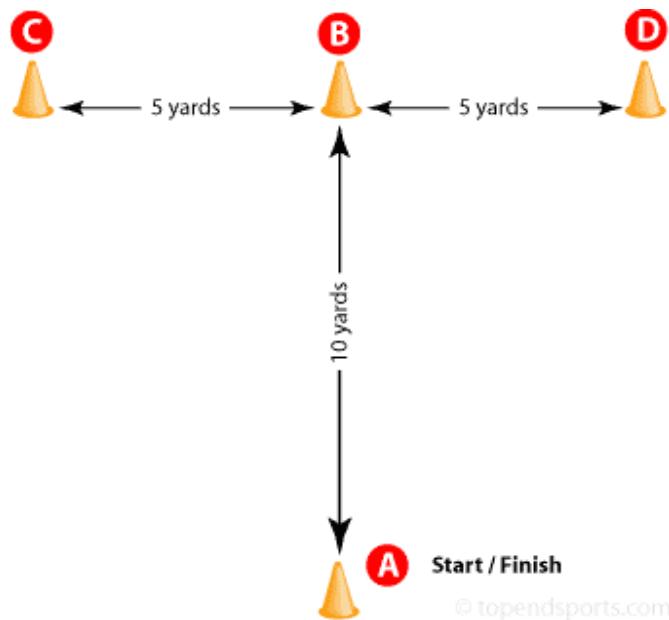 C B D
5 yards 5 yards
10 yards
A Start / Finish
© topendsports.com